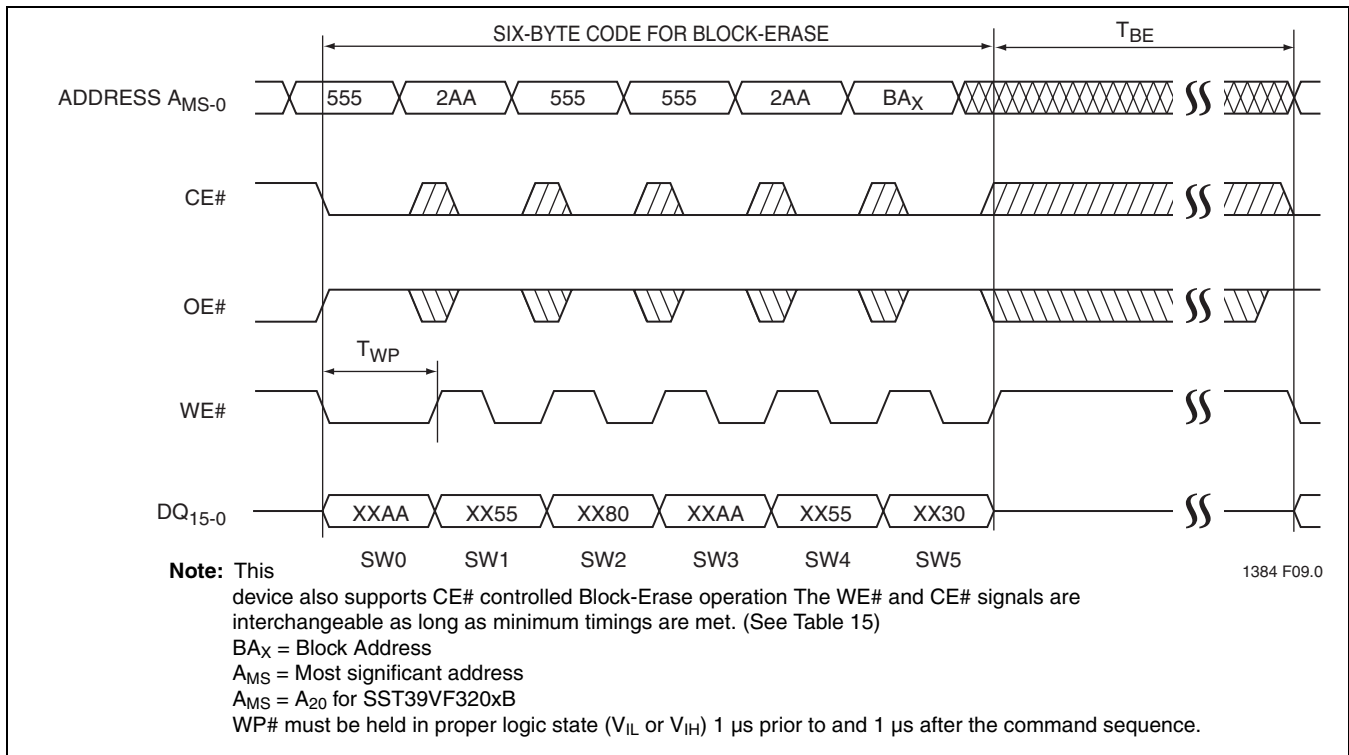 SIX-BYTE CODE FOR BLOCK-ERASE TBE
ADDRESS AMS-0 555 2AA 555 555 2AA BAX
CE#
OE#
TWP
WE#
DQ15-0 XXAA XX55 XX80 XXAA XX55 XX30
SW0 SW1 SW2 SW3 SW4 SW5
Note: This 1384 F09.0
device also supports CE# controlled Block-Erase operation The WE# and CE# signals are
interchangeable as long as minimum timings are met. (See Table 15)
BAX = Block Address
AMS = Most significant address
AMS = A20 for SST39VF320xB
WP# must be held in proper logic state (VIL or VIH) 1 µs prior to and 1 µs after the command sequence.